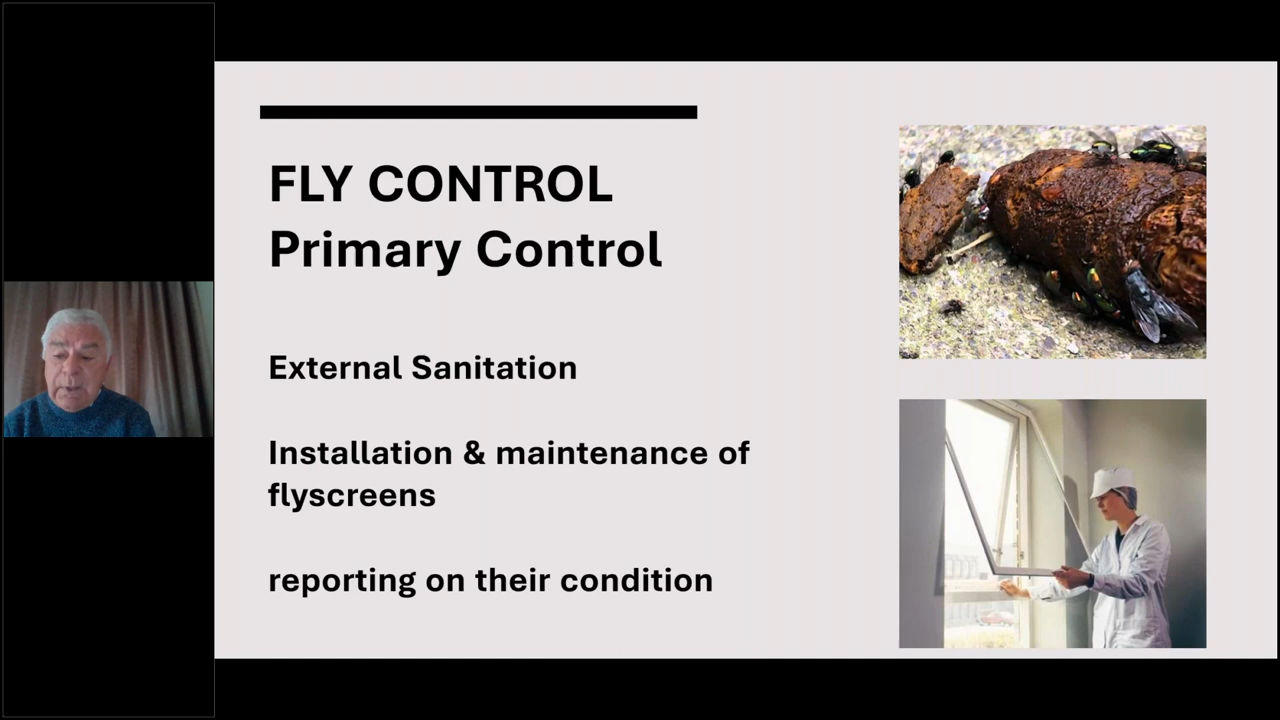 FLY CONTROL
Primary Control
External Sanitation
Installation & maintenance of
flyscreens
reporting on their condition